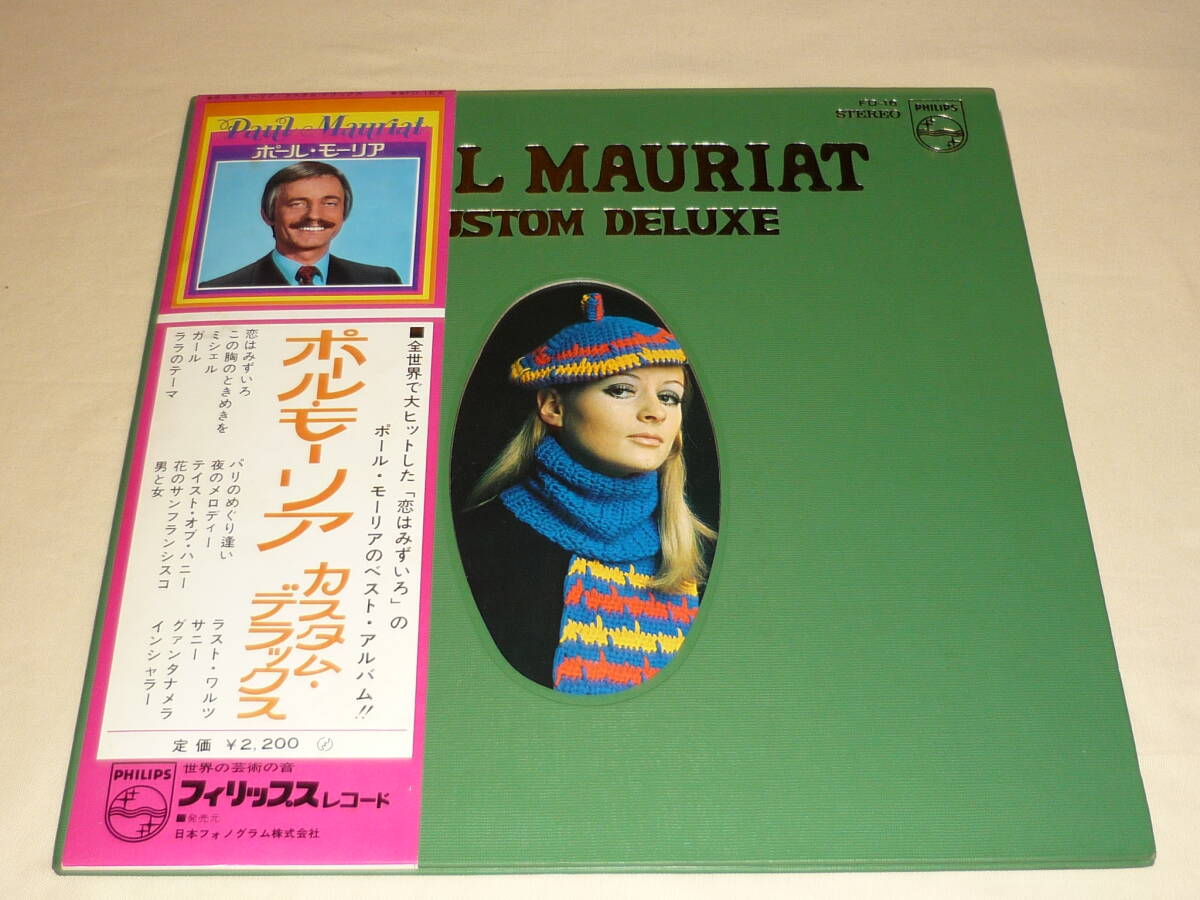 Paul Mauriat
ポール・モーリア
■全世界で大ヒットした「恋はみずいろ」の
ポール・モーリアのベスト・アルバム!!
ポール・モーリア
カスタム・
デラックス
恋はみずいろ
この胸のときめきを
ミシェル
ガール
ララのテーマ
パリのめぐり逢い
夜のメロディー
テイスト・オブ・ハニー
花のサンフランシスコ
男と女
ラスト・ワルツ
サニー
グァンタナメラ
インシャラー
定価 ¥2,200
PHILIPS
世界の芸術の音
フィリップスレコード
■発売元
日本フォノグラム株式会社
FD-16
STEREO
PHILIPS
L MAURIAT
USTOM DELUXE